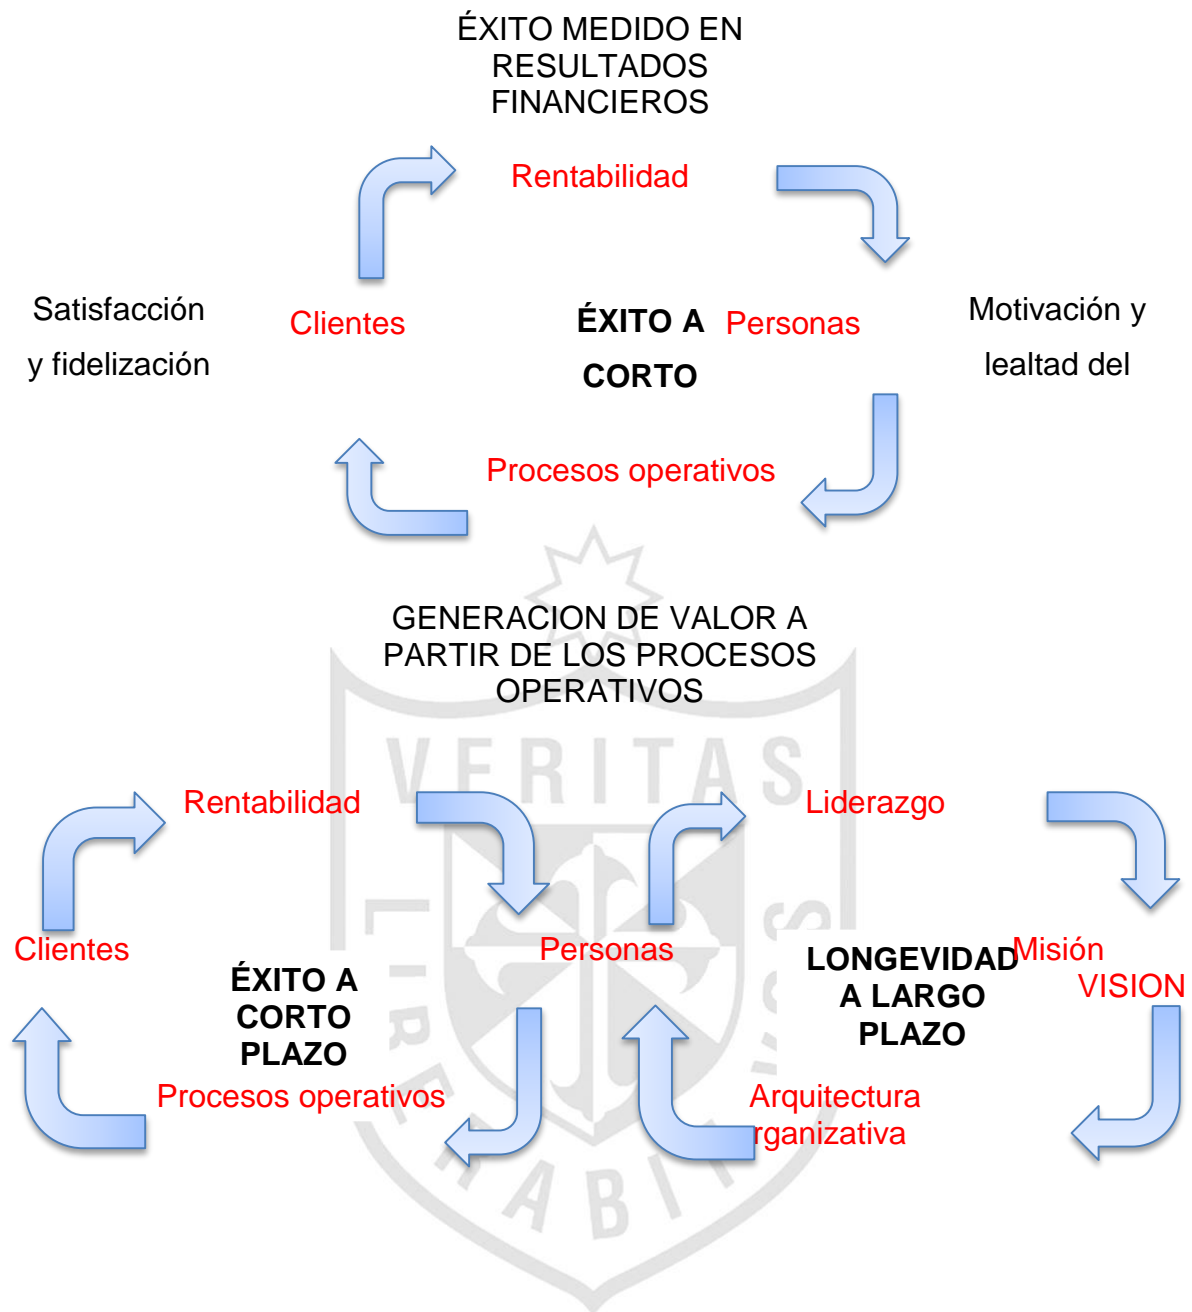 ÉXITO MEDIDO EN
RESULTADOS
FINANCIEROS
Rentabilidad
Satisfacción
y fidelización
Clientes
ÉXITO A
CORTO
Personas
Motivación y
lealtad del
Procesos operativos
GENERACION DE VALOR A
PARTIR DE LOS PROCESOS
OPERATIVOS
VERITAS
LIBERABIT VOS
Rentabilidad
Liderazgo
Clientes
ÉXITO A
CORTO
PLAZO
Personas
LONGEVIDAD
A LARGO
PLAZO
Misión
VISION
Procesos operativos
Arquitectura
rganizativa